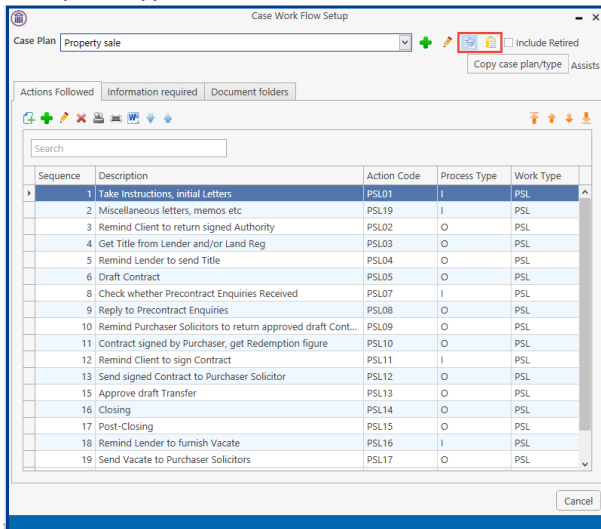 Case Work Flow Setup
Case Plan Property sale Include Retired
Copy case plan/type Assists
Actions Followed Information required Document folders
Search
Sequence Description Action Code Process Type Work Type
1 Take Instructions, initial Letters PSL01 I PSL
2 Miscellaneous letters, memos etc PSL19 I PSL
3 Remind Client to return signed Authority PSL02 O PSL
4 Get Title from Lender and/or Land Reg PSL03 O PSL
5 Remind Lender to send Title PSL04 O PSL
6 Draft Contract PSL05 O PSL
8 Check whether Precontract Enquiries Received PSL07 I PSL
9 Reply to Precontract Enquiries PSL08 O PSL
10 Remind Purchaser Solicitors to return approved draft Cont... PSL09 O PSL
11 Contract signed by Purchaser, get Redemption figure PSL10 O PSL
12 Remind Client to sign Contract PSL11 I PSL
13 Send signed Contract to Purchaser Solicitor PSL12 O PSL
15 Approve draft Transfer PSL13 O PSL
16 Closing PSL14 O PSL
17 Post-Closing PSL15 O PSL
18 Remind Lender to furnish Vacate PSL16 I PSL
19 Send Vacate to Purchaser Solicitors PSL17 O PSL
Cancel